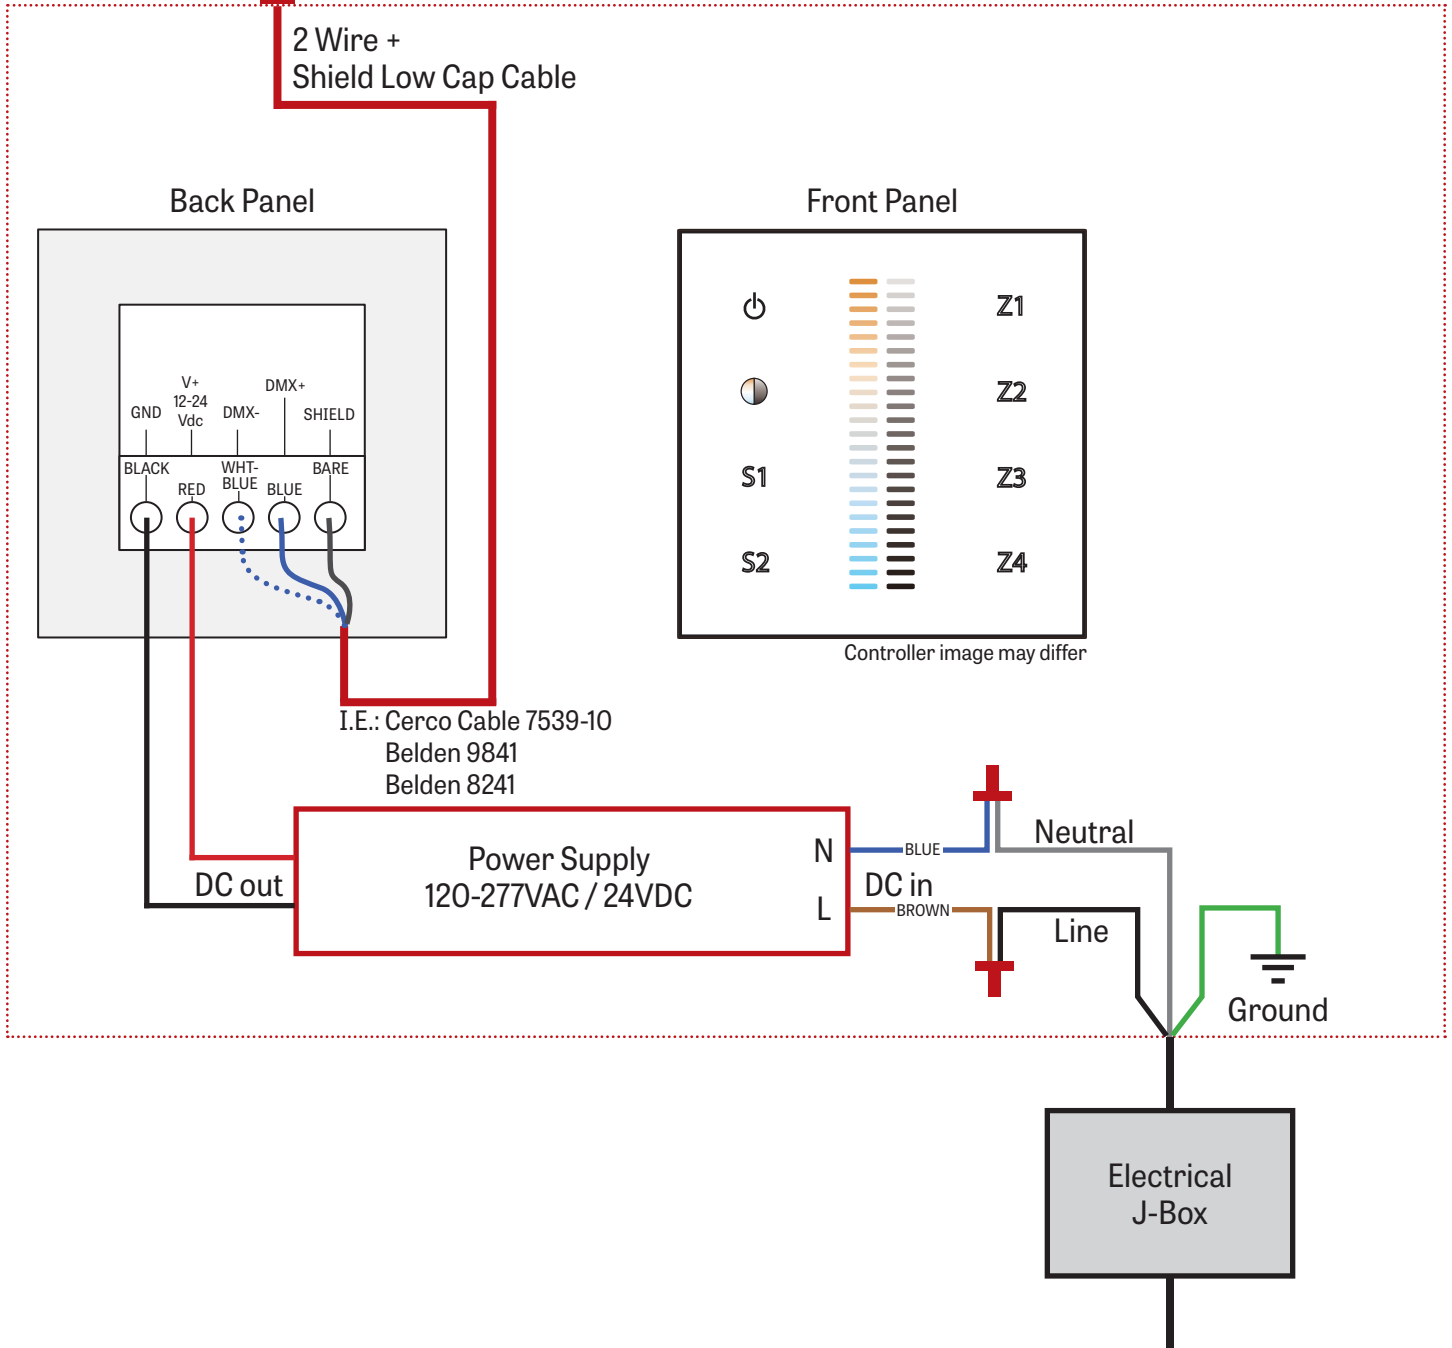 2 Wire +
Shield Low Cap Cable
Back Panel
Front Panel
GND
V+
12-24
Vdc
DMX-
DMX+
SHIELD
BLACK
RED
WHT-
BLUE
BLUE
BARE
S1
S2
Z1
Z2
Z3
Z4
Controller image may differ
I.E.: Cerco Cable 7539-10
Belden 9841
Belden 8241
Power Supply
120-277VAC / 24VDC
DC out
N
L
BLUE
DC in
BROWN
Neutral
Line
Ground
Electrical
J-Box